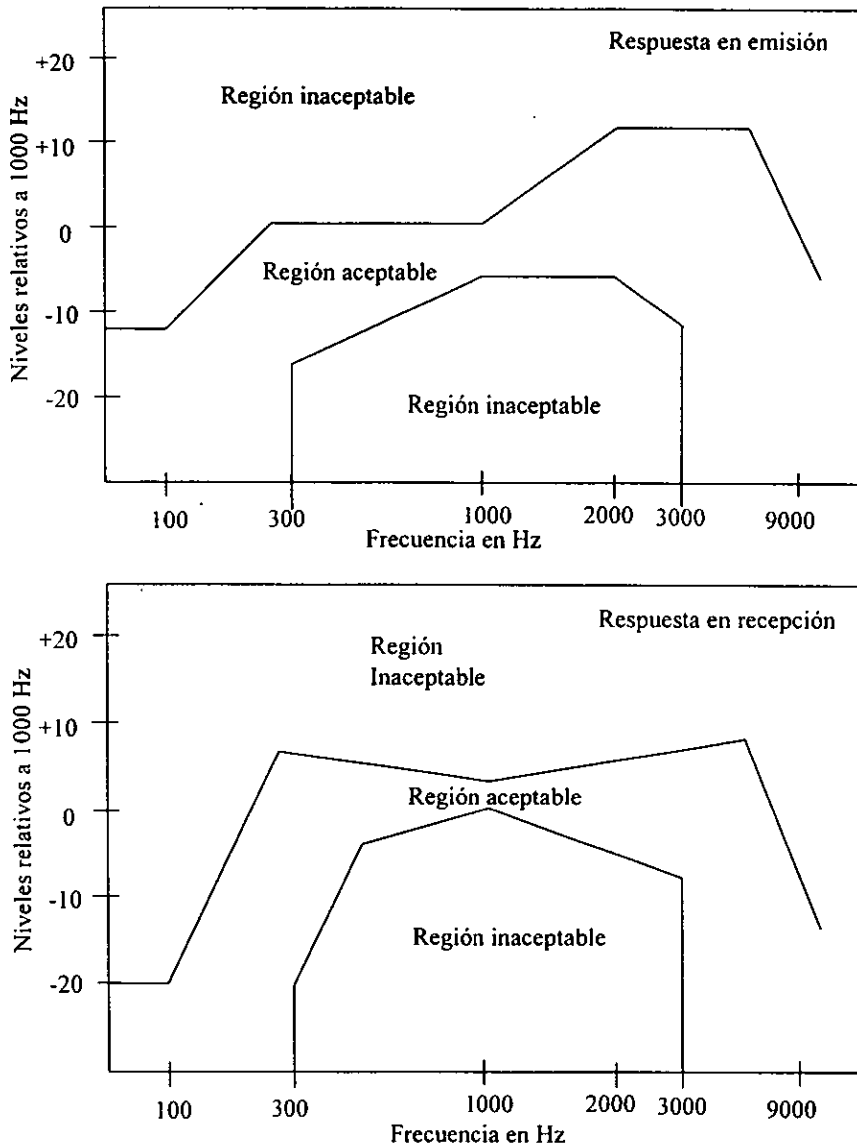 Respuesta en emisión
+20
Región inaceptable
+10
0
Región aceptable
-10
-20
Región inaceptable
Niveles relativos a 1000 Hz
100 300 1000 2000 3000 9000
Frecuencia en Hz
Respuesta en recepción
+20
Región
Inaceptable
+10
Región aceptable
0
-10
Región inaceptable
-20
Niveles relativos a 1000 Hz
100 300 1000 2000 3000 9000
Frecuencia en Hz